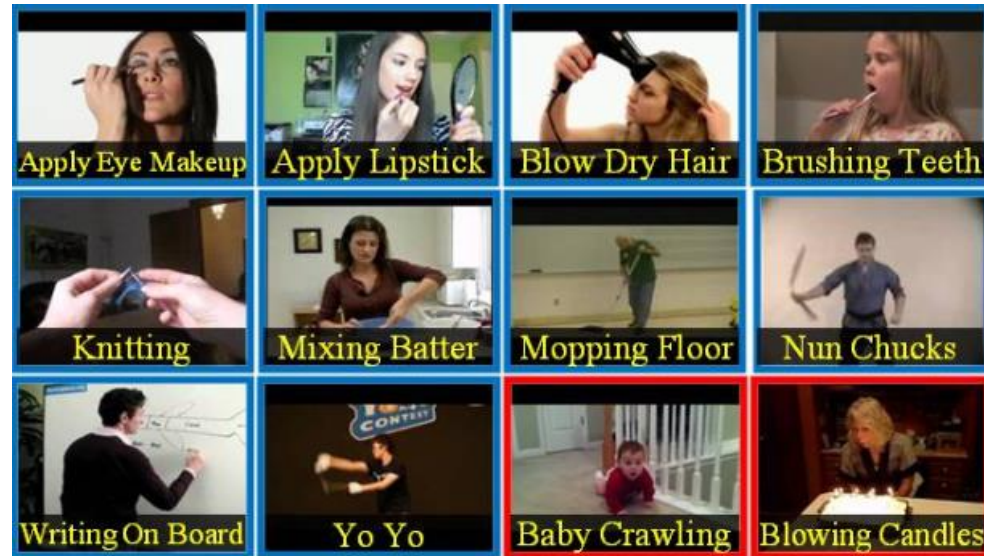 Apply Eye Makeup
Apply Lipstick
Blow Dry Hair
Brushing Teeth
Knitting
Mixing Batter
Mopping Floor
Nun Chucks
CONTEST
Writing On Board
Yo Yo
Baby Crawling
Blowing Candles